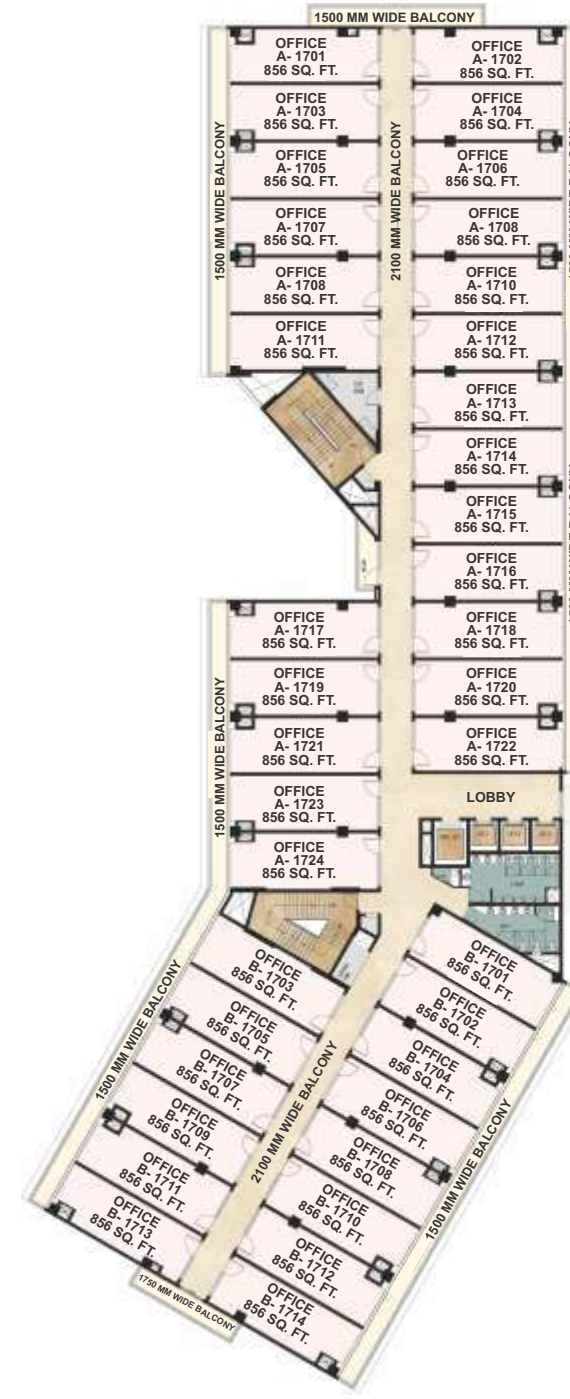 1500 MM WIDE BALCONY
OFFICE
A- 1701
856 SQ. FT.
OFFICE
A- 1702
856 SQ. FT.
OFFICE
A- 1703
856 SQ. FT.
OFFICE
A- 1704
856 SQ. FT.
1500 MM WIDE BALCONY
2100 MM WIDE BALCONY
OFFICE
A- 1705
856 SQ. FT.
OFFICE
A- 1706
856 SQ. FT.
OFFICE
A- 1707
856 SQ. FT.
OFFICE
A- 1708
856 SQ. FT.
OFFICE
A- 1708
856 SQ. FT.
OFFICE
A- 1710
856 SQ. FT.
OFFICE
A- 1711
856 SQ. FT.
OFFICE
A- 1712
856 SQ. FT.
OFFICE
A- 1713
856 SQ. FT.
OFFICE
A- 1714
856 SQ. FT.
OFFICE
A- 1715
856 SQ. FT.
OFFICE
A- 1716
856 SQ. FT.
OFFICE
A- 1717
856 SQ. FT.
OFFICE
A- 1718
856 SQ. FT.
OFFICE
A- 1719
856 SQ. FT.
OFFICE
A- 1720
856 SQ. FT.
1500 MM WIDE BALCONY
OFFICE
A- 1721
856 SQ. FT.
OFFICE
A- 1722
856 SQ. FT.
OFFICE
A- 1723
856 SQ. FT.
LOBBY
OFFICE
A- 1724
856 SQ. FT.
OFFICE
B- 1701
856 SQ. FT.
OFFICE
B- 1703
856 SQ. FT.
OFFICE
B- 1702
856 SQ. FT.
1500 MM WIDE BALCONY
OFFICE
B- 1705
856 SQ. FT.
OFFICE
B- 1704
856 SQ. FT.
OFFICE
B- 1707
856 SQ. FT.
2100 MM WIDE BALCONY
OFFICE
B- 1706
856 SQ. FT.
OFFICE
B- 1709
856 SQ. FT.
OFFICE
B- 1708
856 SQ. FT.
1500 MM WIDE BALCONY
OFFICE
B- 1711
856 SQ. FT.
OFFICE
B- 1710
856 SQ. FT.
OFFICE
B- 1713
856 SQ. FT.
OFFICE
B- 1712
856 SQ. FT.
1750 MM WIDE BALCONY
OFFICE
B- 1714
856 SQ. FT.